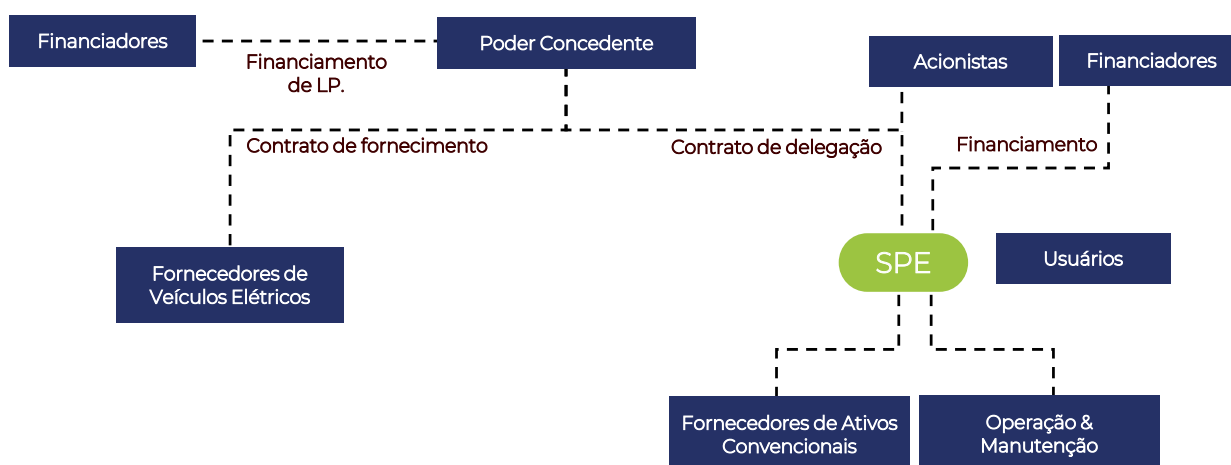 Financiadores
Poder Concedente
Financiamento
de LP.
Acionistas
Financiadores
Contrato de fornecimento
Contrato de delegação
Financiamento
Fornecedores de
Veículos Elétricos
SPE
Usuários
Fornecedores de Ativos
Convencionais
Operação &
Manutenção